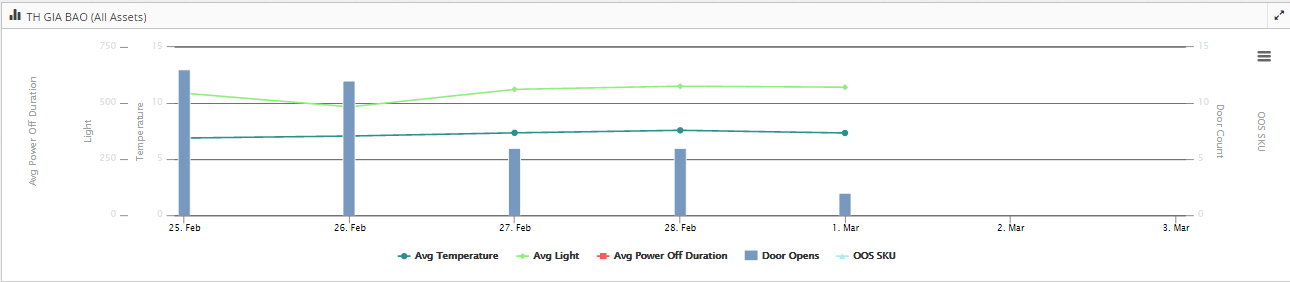 TH GIA BAO (All Assets)
Avg Power Off Duration
750
500
250
0
Light
15
10
5
0
Temperature
15
10
5
0
Door Count
OOS SKU
25. Feb 26. Feb 27. Feb 28. Feb 1. Mar 2. Mar 3. Mar
Avg Temperature Avg Light Avg Power Off Duration Door Opens OOS SKU